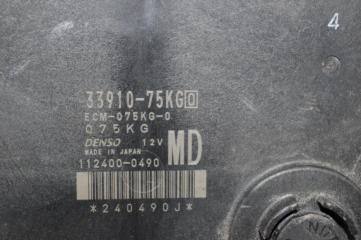 4
33910-75KG0
ECM-075KG-0
075KG
DENSO 12V
MADE IN JAPAN
112400-0490 MD
*240490J*